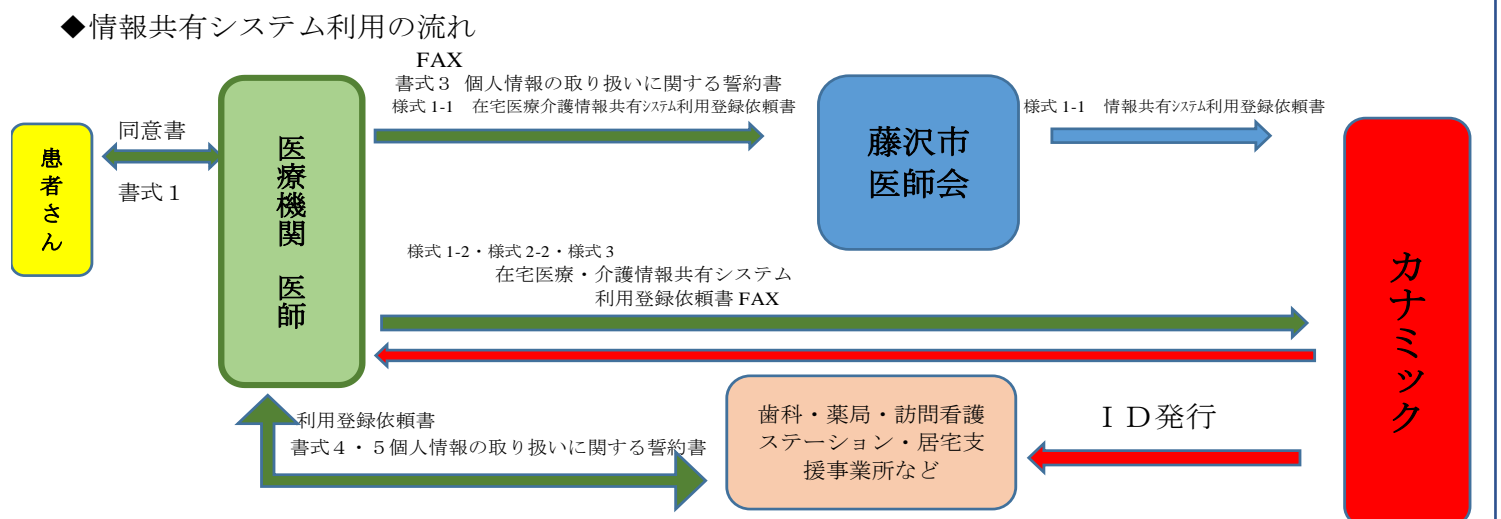 ◆情報共有システム利用の流れ
FAX
書式３ 個人情報の取り扱いに関する誓約書
様式 1-1 在宅医療介護情報共有ｼｽﾃﾑ利用登録依頼書
様式 1-1 情報共有ｼｽﾃﾑ利用登録依頼書
患者さん
同意書
書式１
医療機関 医師
藤沢市
医師会
カナミック
様式 1-2・様式 2-2・様式 3
在宅医療・介護情報共有システム
利用登録依頼書 FAX
利用登録依頼書
書式４・５個人情報の取り扱いに関する誓約書
歯科・薬局・訪問看護
ステーション・居宅支
援事業所など
ＩＤ発行